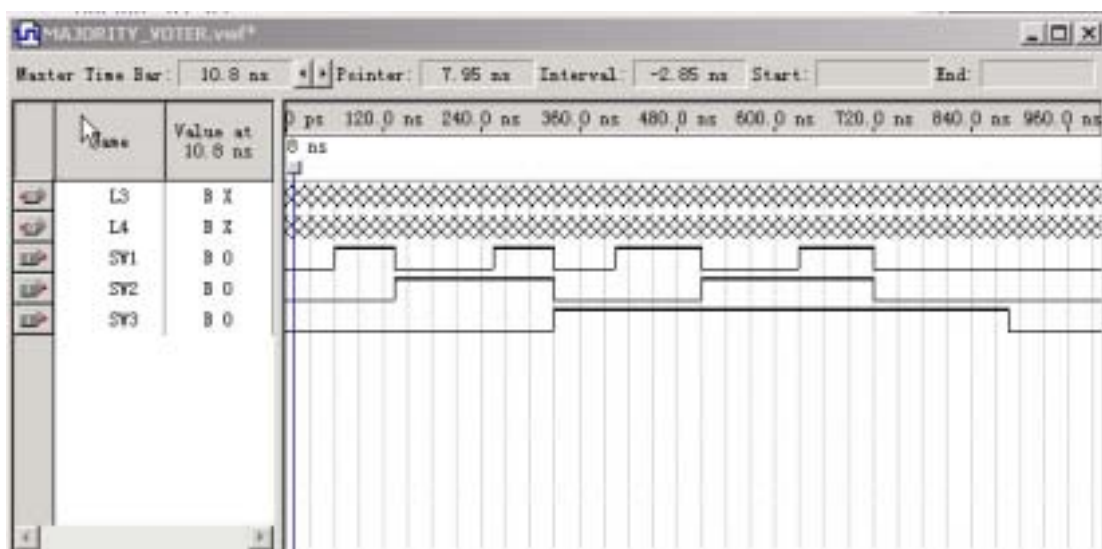 MAJORITY_VOTER.vwf*
Master Time Bar: 10.8 ns Pointer: 7.95 ns Interval: -2.85 ns Start: End:
Name Value at 10.8 ns
0 ps 120.0 ns 240.0 ns 360.0 ns 480.0 ns 600.0 ns 720.0 ns 840.0 ns 960.0 ns
8 ns
L3 B X
L4 B X
SW1 B 0
SW2 B 0
SW3 B 0